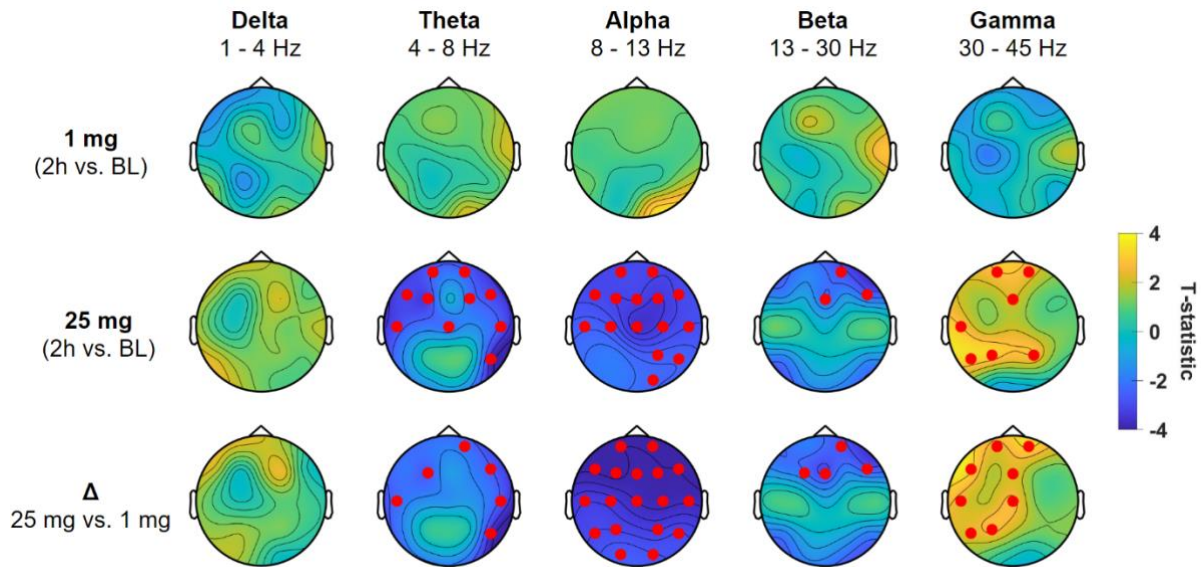 Delta Theta Alpha Beta Gamma
1 - 4 Hz 4 - 8 Hz 8 - 13 Hz 13 - 30 Hz 30 - 45 Hz
1 mg
(2h vs. BL)
25 mg
(2h vs. BL)
Δ
25 mg vs. 1 mg
4
2
0
-2
-4
T-statistic